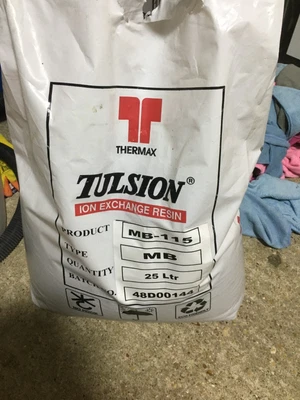 THERMAX
TULSION®
ION EXCHANGE RESIN
PRODUCT MB-115
TYPE MB
QUANTITY 25 Ltr
BATCH NO. 48D00144